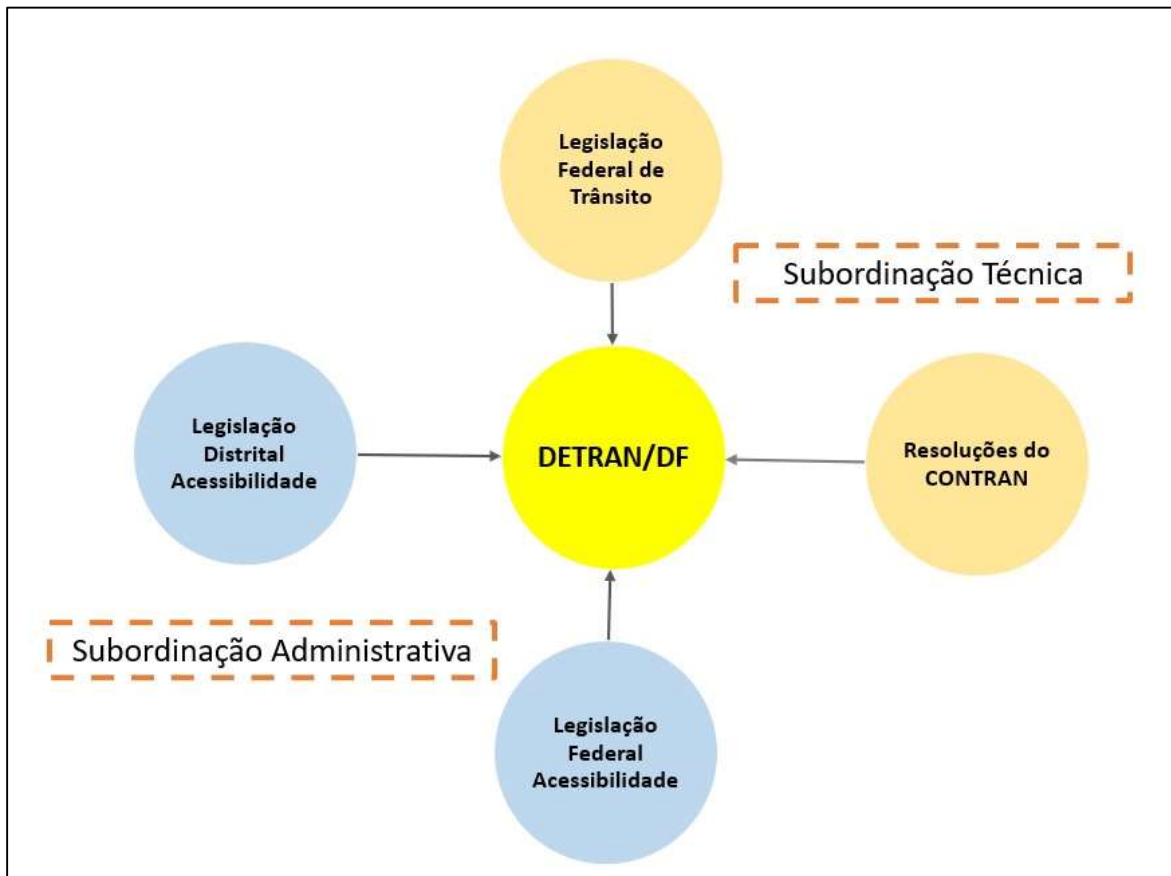 Legislação
Federal de
Trânsito
Subordinação Técnica
Legislação
Distrital
Acessibilidade
DETRAN/DF
Resoluções do
CONTRAN
Subordinação Administrativa
Legislação
Federal
Acessibilidade